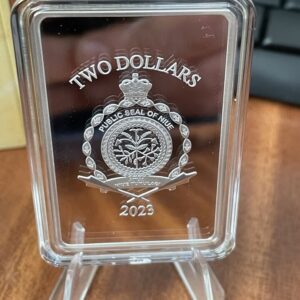 TWO DOLLARS
PUBLIC SEAL OF NIUE
2023